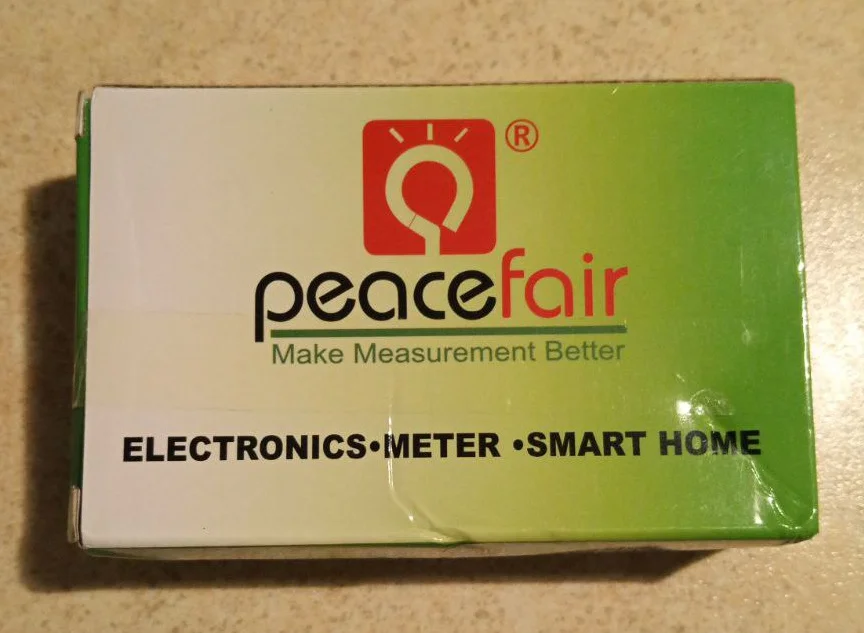 ®
peacefair
Make Measurement Better
ELECTRONICS•METER •SMART HOME